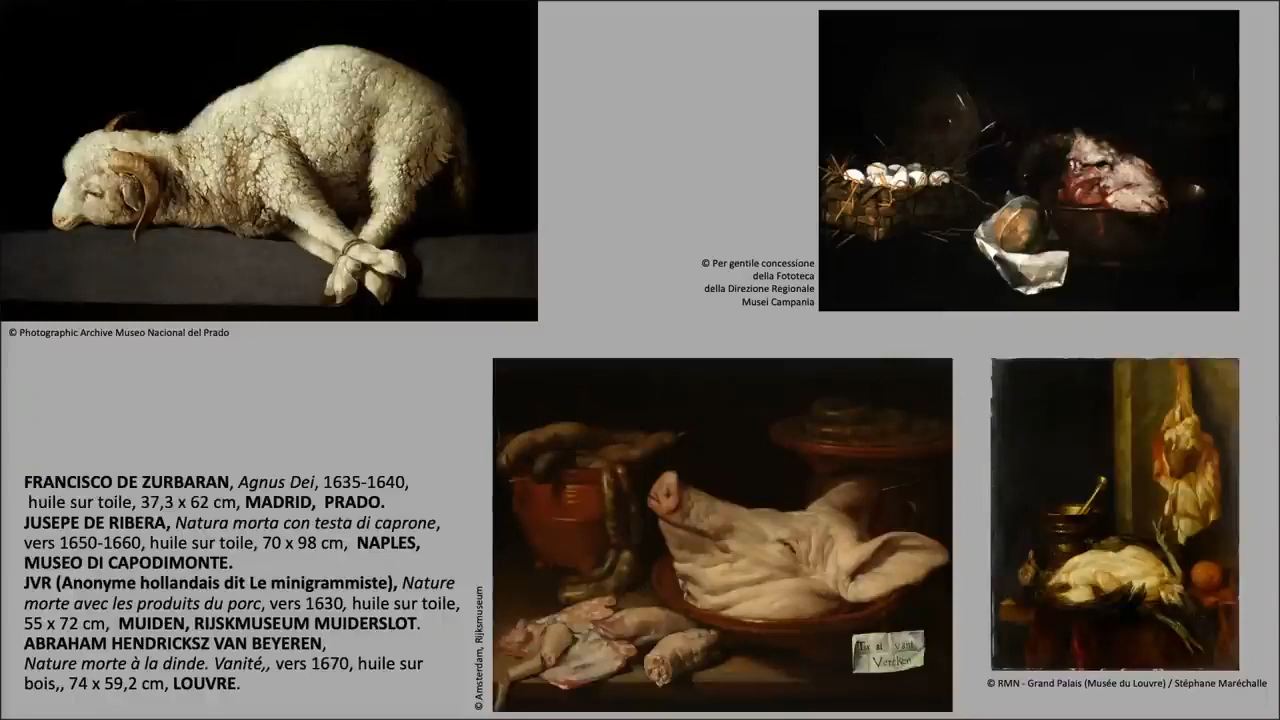 © Photographic Archive Museo Nacional del Prado
© Per gentile concessione
della Fototeca
della Direzione Regionale
Musei Campania
FRANCISCO DE ZURBARAN, Agnus Dei, 1635-1640,
huile sur toile, 37,3 x 62 cm, MADRID, PRADO.
JUSEPE DE RIBERA, Natura morta con testa di caprone,
vers 1650-1660, huile sur toile, 70 x 98 cm, NAPLES,
MUSEO DI CAPODIMONTE.
JVR (Anonyme hollandais dit Le minigrammiste), Nature
morte avec les produits du porc, vers 1630, huile sur toile,
55 x 72 cm, MUIDEN, RIJSKMUSEUM MUIDERSLOT.
ABRAHAM HENDRICKSZ VAN BEYEREN,
Nature morte à la dinde. Vanité,, vers 1670, huile sur
bois,, 74 x 59,2 cm, LOUVRE.
© Amsterdam, Rijksmuseum
vant
Vercken
© RMN - Grand Palais (Musée du Louvre) / Stéphane Maréchalle